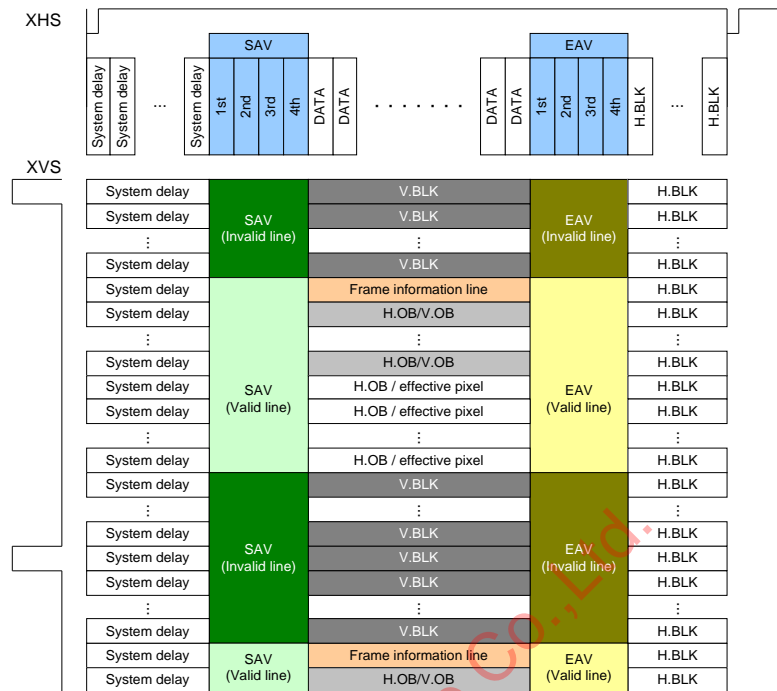 XHS
SAV EAV
System delay System delay ... System delay 1st 2nd 3rd 4th DATA DATA ....... DATA DATA 1st 2nd 3rd 4th H.BLK ... H.BLK
XVS
System delay V.BLK H.BLK
System delay SAV (Invalid line) V.BLK EAV (Invalid line) H.BLK
⋮ ⋮ ⋮
System delay V.BLK H.BLK
System delay Frame information line H.BLK
System delay H.OB/V.OB H.BLK
⋮ ⋮ ⋮
System delay H.OB/V.OB H.BLK
System delay SAV (Valid line) H.OB / effective pixel EAV (Valid line) H.BLK
System delay H.OB / effective pixel H.BLK
⋮ ⋮ ⋮
System delay H.OB / effective pixel H.BLK
System delay V.BLK H.BLK
⋮ ⋮ ⋮
System delay V.BLK H.BLK
System delay SAV (Invalid line) V.BLK EAV (Invalid line) H.BLK
System delay V.BLK H.BLK
⋮ ⋮ ⋮
System delay V.BLK H.BLK
System delay SAV (Valid line) Frame information line EAV (Valid line) H.BLK
System delay H.OB/V.OB H.BLK
Co.,Ltd.